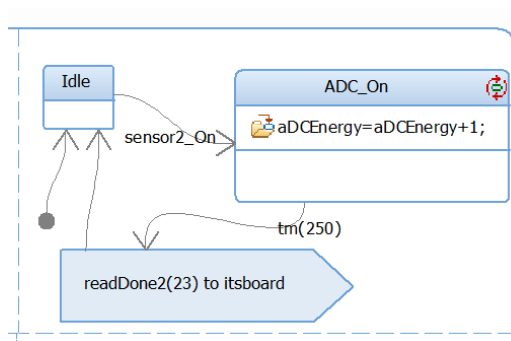 Idle
ADC_On
aDCEnergy=aDCEnergy+1;
sensor2_On
tm(250)
readDone2(23) to itsboard